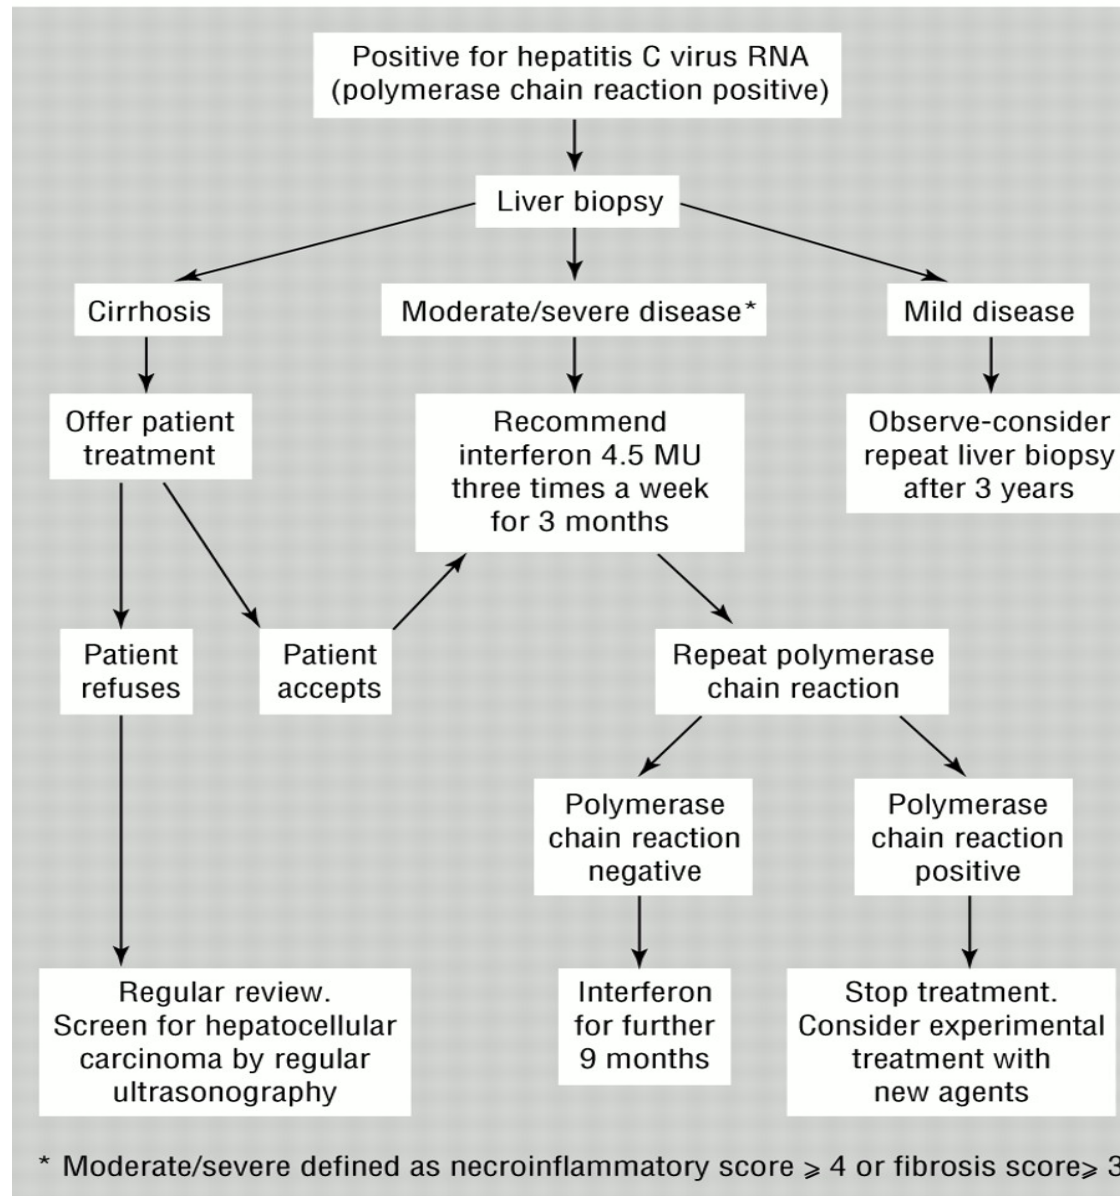 Positive for hepatitis C virus RNA
(polymerase chain reaction positive)
Liver biopsy
Cirrhosis
Moderate/severe disease*
Mild disease
Offer patient
treatment
Recommend
interferon 4.5 MU
three times a week
for 3 months
Observe-consider
repeat liver biopsy
after 3 years
Patient
refuses
Patient
accepts
Repeat polymerase
chain reaction
Polymerase
chain reaction
negative
Polymerase
chain reaction
positive
Regular review.
Screen for hepatocellular
carcinoma by regular
ultrasonography
Interferon
for further
9 months
Stop treatment.
Consider experimental
treatment with
new agents
* Moderate/severe defined as necroinflammatory score ⩾ 4 or fibrosis score⩾ 3